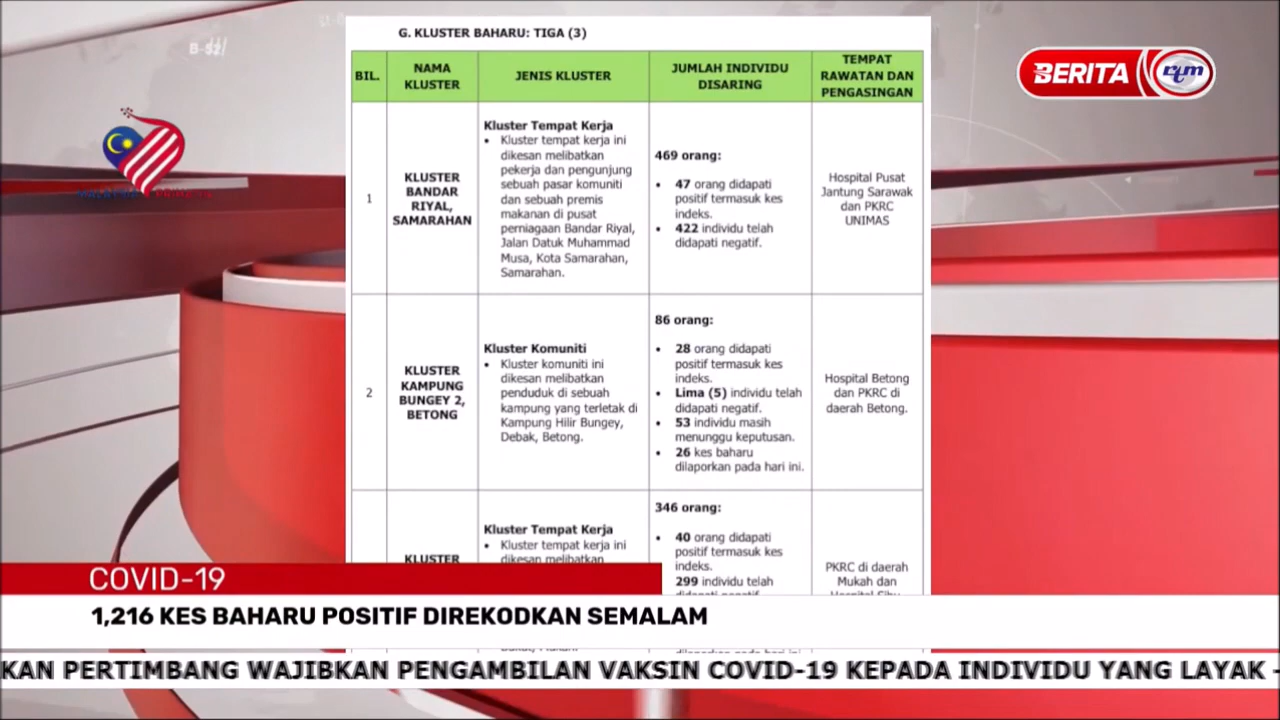 G. KLUSTER BAHARU: TIGA (3)
BIL.
NAMA
KLUSTER
JENIS KLUSTER
JUMLAH INDIVIDU
DISARING
TEMPAT
RAWATAN DAN
PENGASINGAN
BERITA rtm
1
KLUSTER
BANDAR
RIYAL,
SAMARAHAN
Kluster Tempat Kerja
• Kluster tempat kerja ini
dikesan melibatkan
pekerja dan pengunjung
sebuah pasar komuniti
dan sebuah premis
makanan di pusat
perniagaan Bandar Riyal,
Jalan Datuk Muhammad
Musa, Kota Samarahan,
Samarahan.
469 orang:
• 47 orang didapati
positif termasuk kes
indeks.
• 422 individu telah
didapati negatif.
Hospital Pusat
Jantung Sarawak
dan PKRC
UNIMAS
2
KLUSTER
KAMPUNG
BUNGEY 2,
BETONG
Kluster Komuniti
• Kluster komuniti ini
dikesan melibatkan
penduduk di sebuah
kampung yang terletak di
Kampung Hilir Bungey,
Debak, Betong.
86 orang:
• 28 orang didapati
positif termasuk kes
indeks.
• Lima (5) individu telah
didapati negatif.
• 53 individu masih
menunggu keputusan.
• 26 kes baharu
dilaporkan pada hari ini.
Hospital Betong
dan PKRC di
daerah Betong.
KLUSTER
Kluster Tempat Kerja
• Kluster tempat kerja ini
dikesan melibatkan
346 orang:
• 40 orang didapati
positif termasuk kes
indeks.
299 individu telah
didapati negatif.
PKRC di daerah
Mukah dan
Hospital Sibu
COVID-19
1,216 KES BAHARU POSITIF DIREKODKAN SEMALAM
KAN PERTIMBANG WAJIBKAN PENGAMBILAN VAKSIN COVID-19 KEPADA INDIVIDU YANG LAYAK -